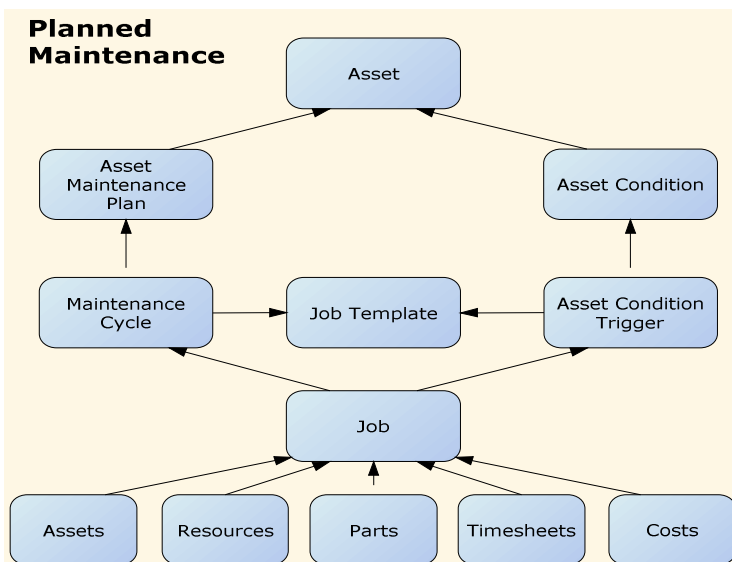 Planned
Maintenance
Asset
Asset
Maintenance
Plan
Asset Condition
Maintenance
Cycle
Job Template
Asset Condition
Trigger
Job
Assets
Resources
Parts
Timesheets
Costs